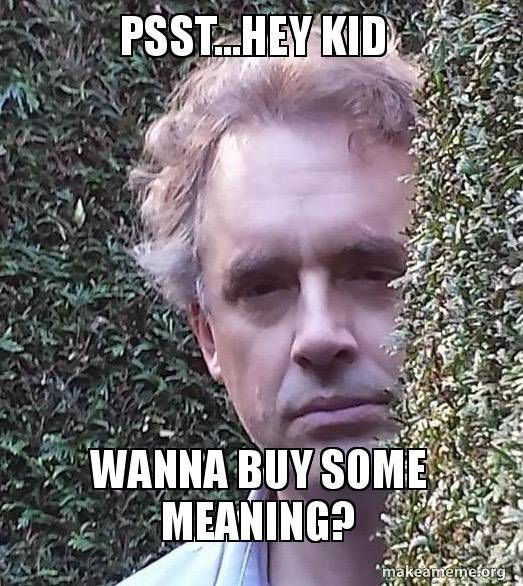 PSST...HEY KID
WANNA BUY SOME
MEANING?
makeameme.org